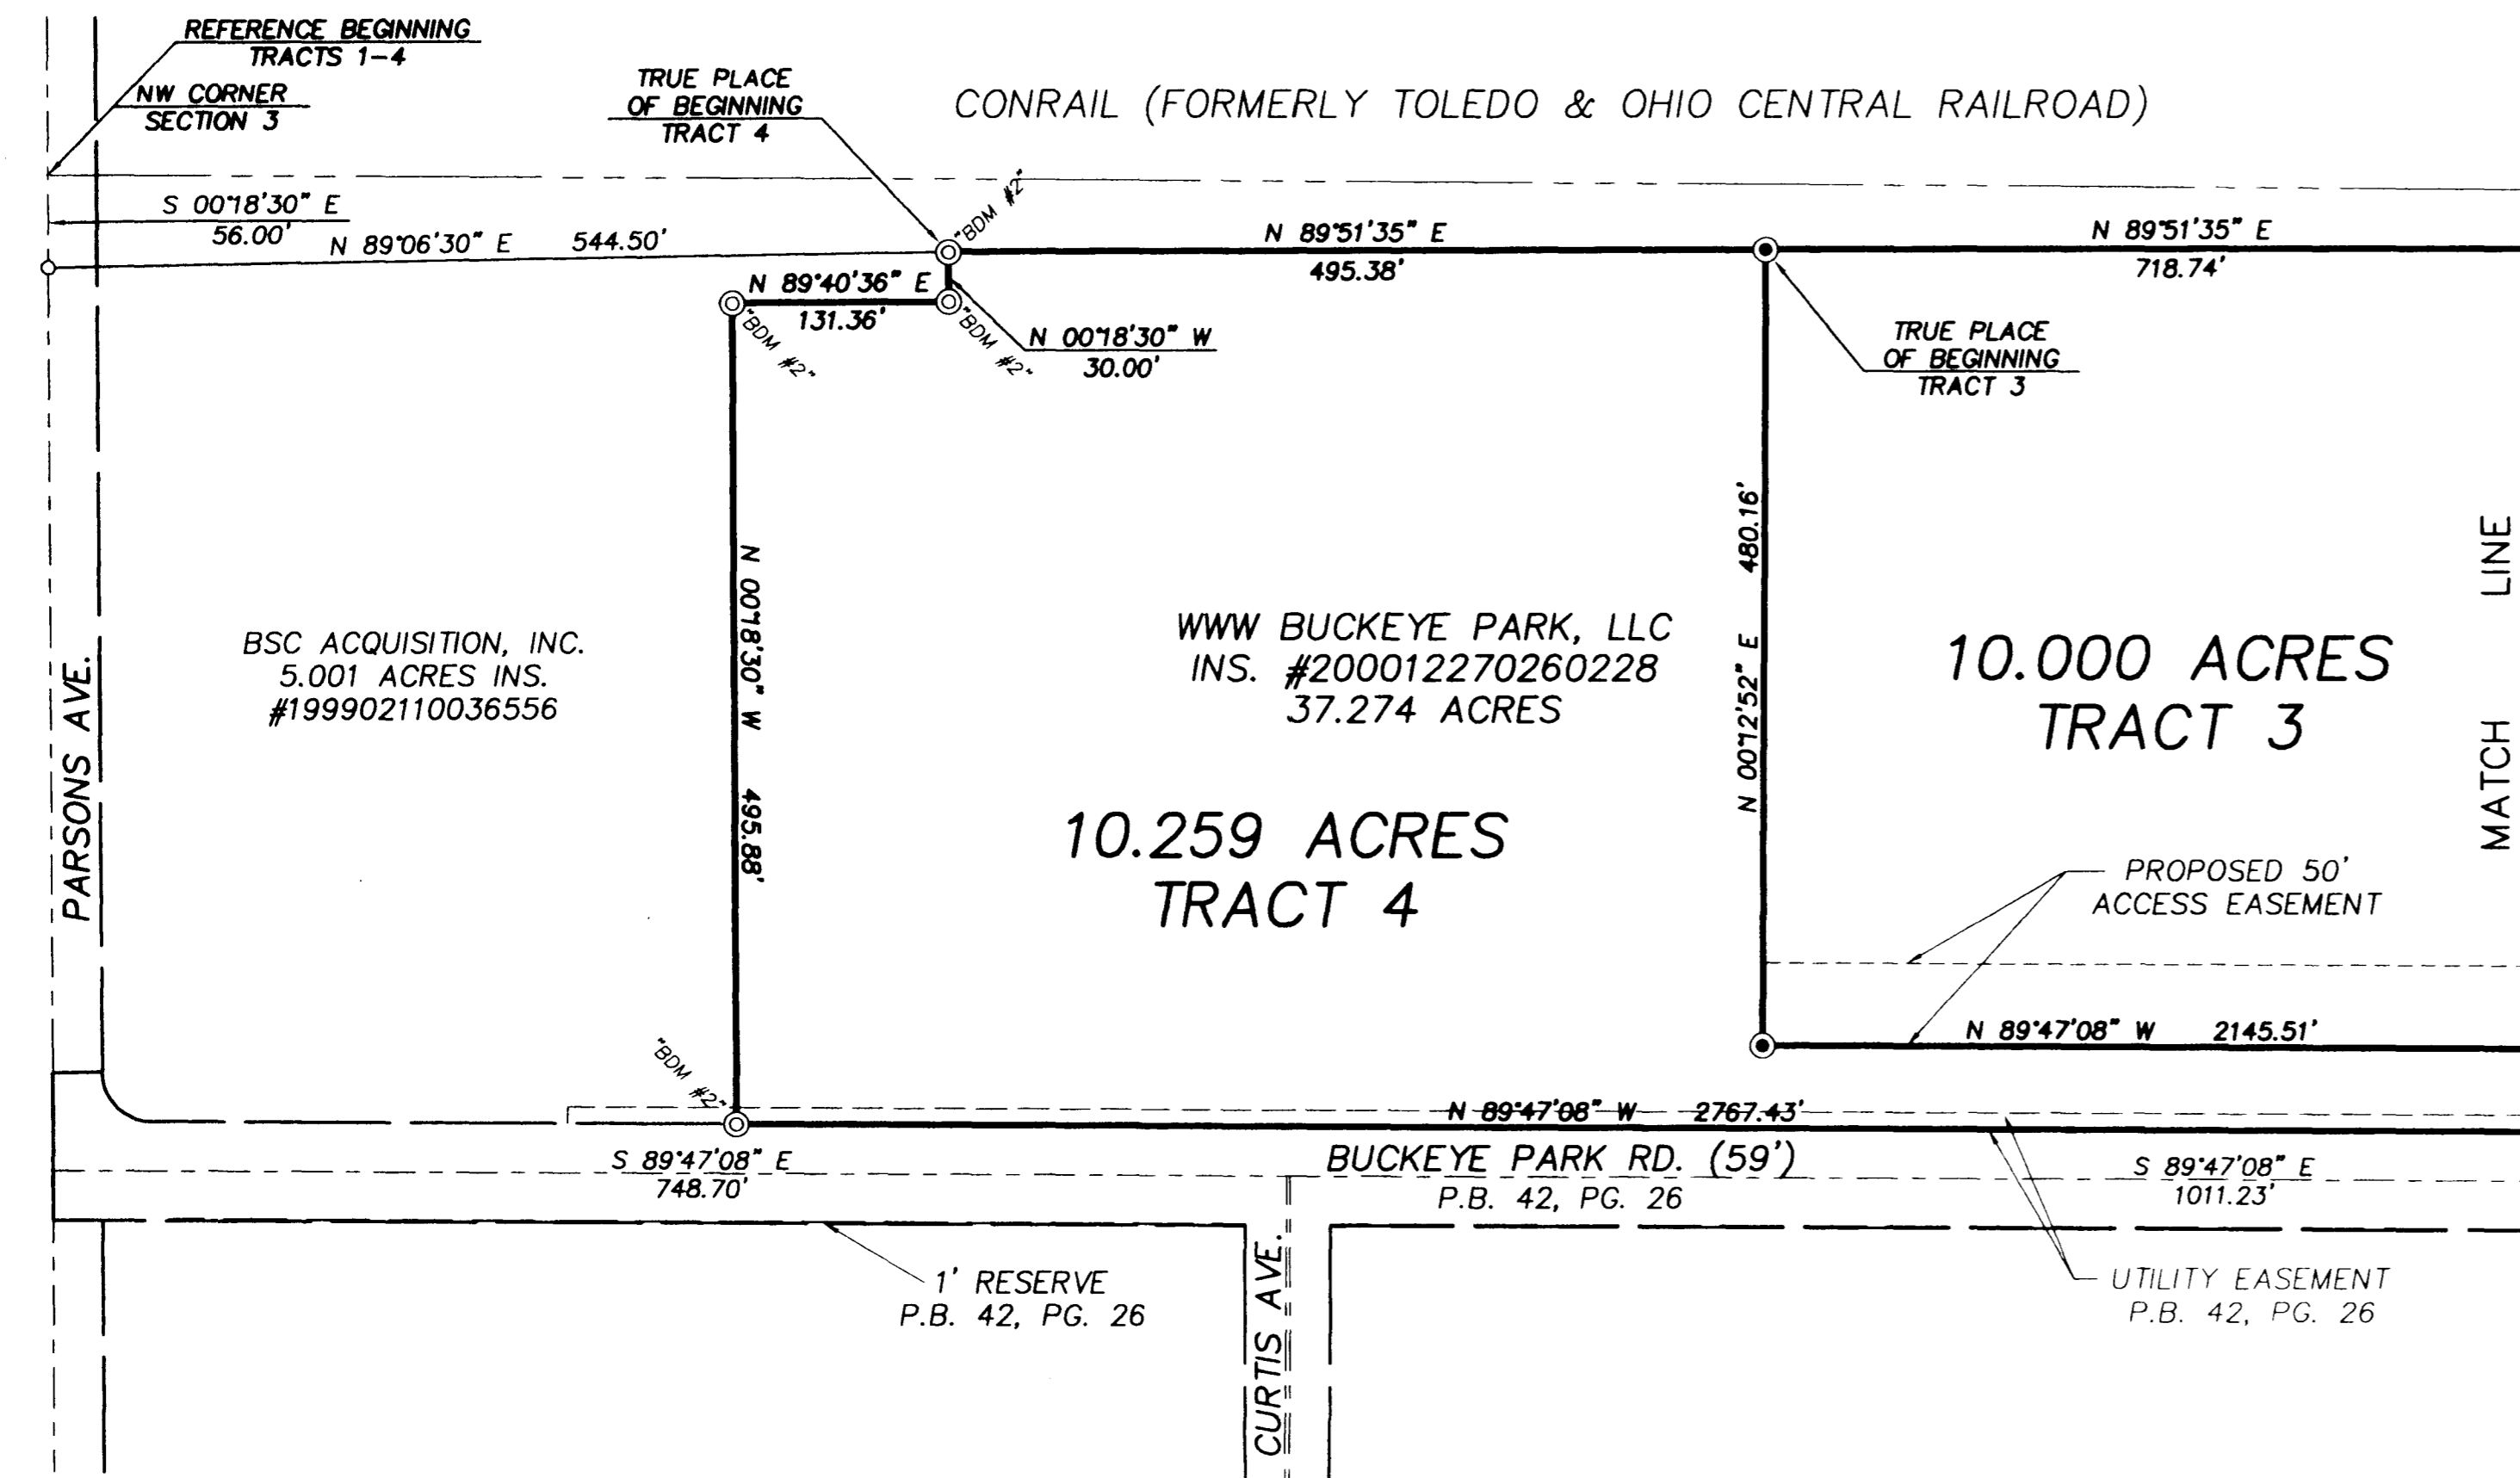 REFERENCE BEGINNING
TRACTS 1-4
NW CORNER
SECTION 3
TRUE PLACE
OF BEGINNING
TRACT 4
CONRAIL (FORMERLY TOLEDO & OHIO CENTRAL RAILROAD)
S 00°18'30" E
56.00'
N 89°06'30" E 544.50'
"BDM #2"
N 89°51'35" E
495.38'
N 89°51'35" E
718.74'
N 89°40'36" E
131.36'
"BDM #2"
"BDM #2"
N 00°18'30" W
30.00'
TRUE PLACE
OF BEGINNING
TRACT 3
N 00°18'30" W 495.88'
N 00°12'52" E 480.16'
MATCH LINE
PARSONS AVE.
BSC ACQUISITION, INC.
5.001 ACRES INS.
#199902110036556
WWW BUCKEYE PARK, LLC
INS. #200012270260228
37.274 ACRES
10.000 ACRES
TRACT 3
10.259 ACRES
TRACT 4
PROPOSED 50'
ACCESS EASEMENT
N 89°47'08" W 2145.51'
"BDM #2"
N 89°47'08" W 2767.43'
S 89°47'08" E
748.70'
BUCKEYE PARK RD. (59')
P.B. 42, PG. 26
S 89°47'08" E
1011.23'
1' RESERVE
P.B. 42, PG. 26
CURTIS AVE.
UTILITY EASEMENT
P.B. 42, PG. 26